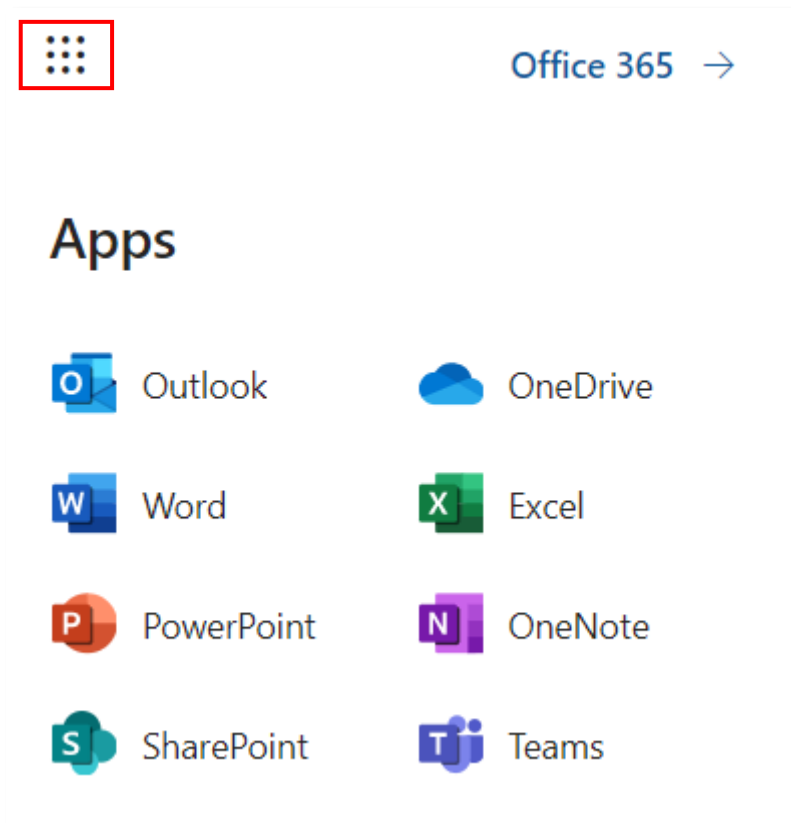 Office 365 →
Apps
O Outlook
OneDrive
W Word
X Excel
P PowerPoint
N OneNote
S SharePoint
T Teams